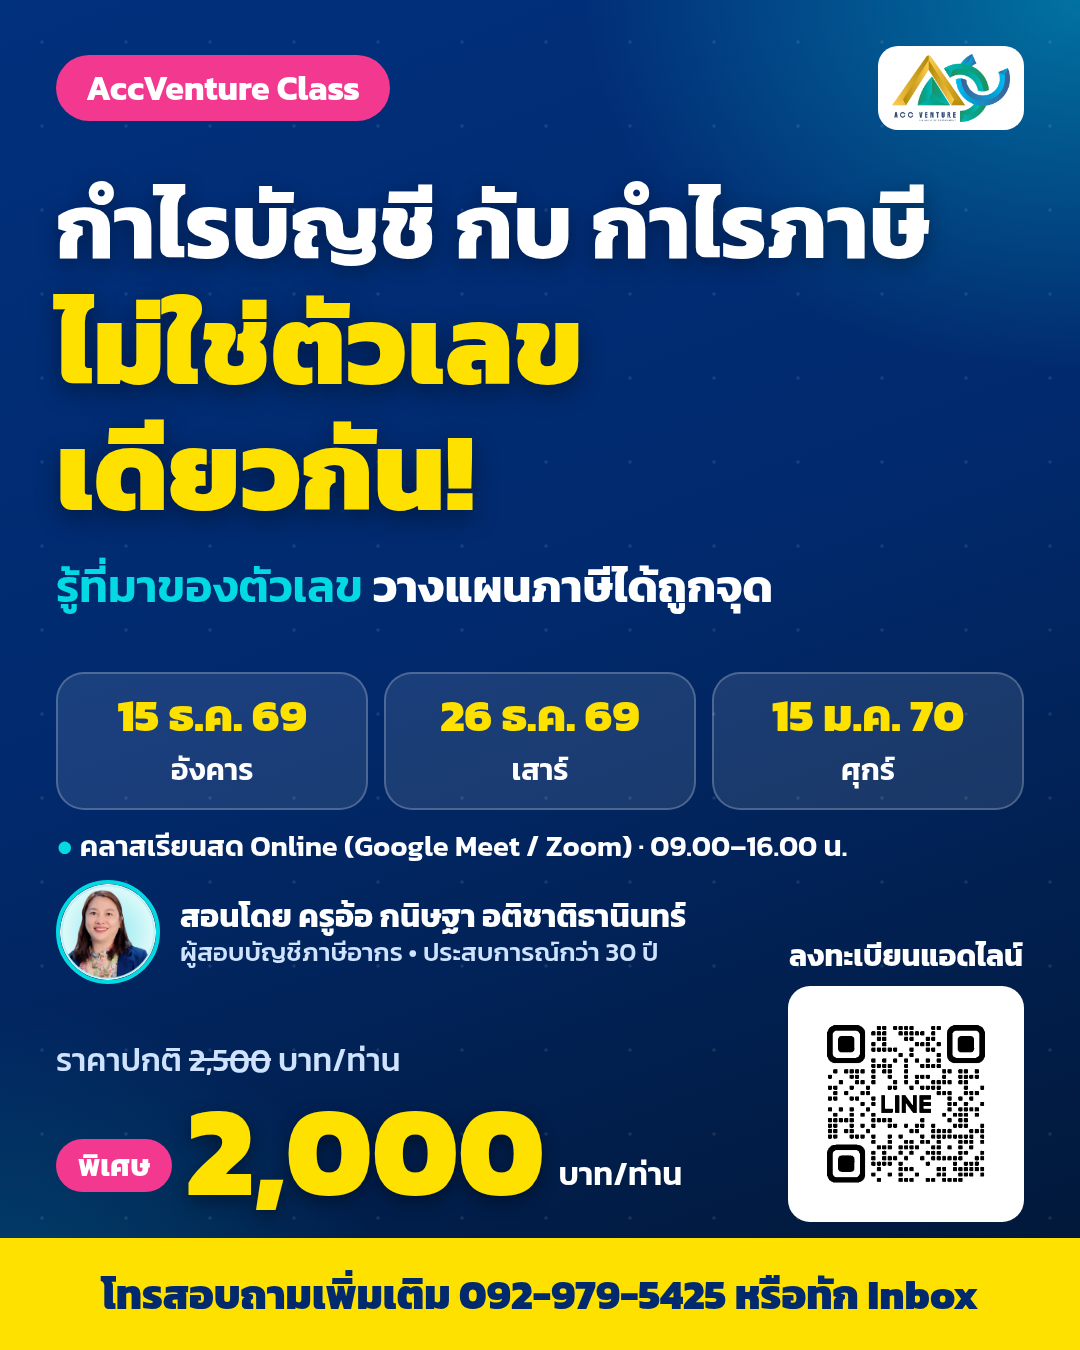 AccVenture Class
ACC VENTURE
กำไรบัญชี กับ กำไรภาษี
ไม่ใช่ตัวเลข
เดียวกัน!
รู้ที่มาของตัวเลข วางแผนภาษีได้ถูกจุด
15 ธ.ค. 69
อังคาร
26 ธ.ค. 69
เสาร์
15 ม.ค. 70
ศุกร์
• คลาสเรียนสด Online (Google Meet / Zoom) · 09.00–16.00 น.
สอนโดย ครูอ้อ กนิษฐา อติชาติธานินทร์
ผู้สอบบัญชีภาษีอากร • ประสบการณ์กว่า 30 ปี
ลงทะเบียนแอดไลน์
LINE
ราคาปกติ 2,500 บาท/ท่าน
พิเศษ 2,000 บาท/ท่าน
โทรสอบถามเพิ่มเติม 092-979-5425 หรือทัก Inbox